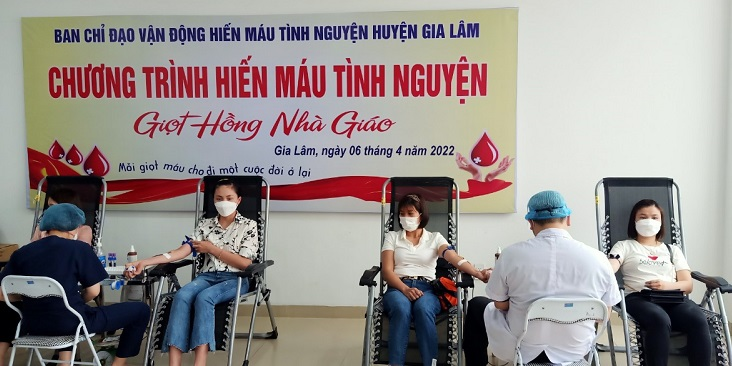 BAN CHỈ ĐẠO VẬN ĐỘNG HIẾN MÁU TÌNH NGUYỆN HUYỆN GIA LÂM
CHƯƠNG TRÌNH HIẾN MÁU TÌNH NGUYỆN
Giọt Hồng Nhà Giáo
Gia Lâm, ngày 06 tháng 4 năm 2022
Mỗi giọt máu cho đi một cuộc đời ở lại